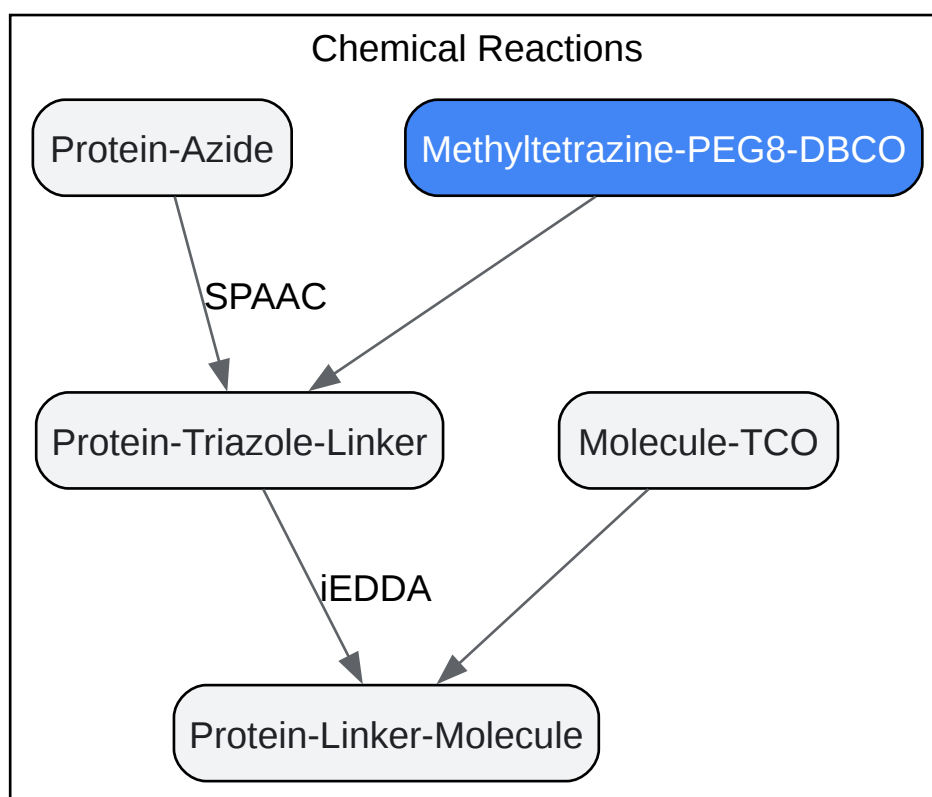 Chemical Reactions
Protein-Azide
Methyltetrazine-PEG8-DBCO
SPAAC
Protein-Triazole-Linker
Molecule-TCO
iEDDA
Protein-Linker-Molecule